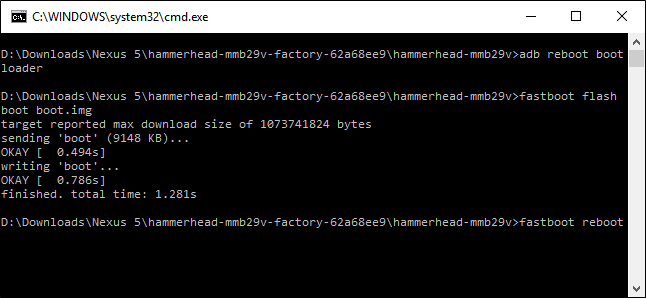 C:\WINDOWS\system32\cmd.exe
D:\Downloads\Nexus 5\hammerhead-mmb29v-factory-62a68ee9\hammerhead-mmb29v>adb reboot boot
loader
D:\Downloads\Nexus 5\hammerhead-mmb29v-factory-62a68ee9\hammerhead-mmb29v>fastboot flash
boot boot.img
target reported max download size of 1073741824 bytes
sending 'boot' (9148 KB)...
OKAY [  0.494s]
writing 'boot'...
OKAY [  0.786s]
finished. total time: 1.281s
D:\Downloads\Nexus 5\hammerhead-mmb29v-factory-62a68ee9\hammerhead-mmb29v>fastboot reboot